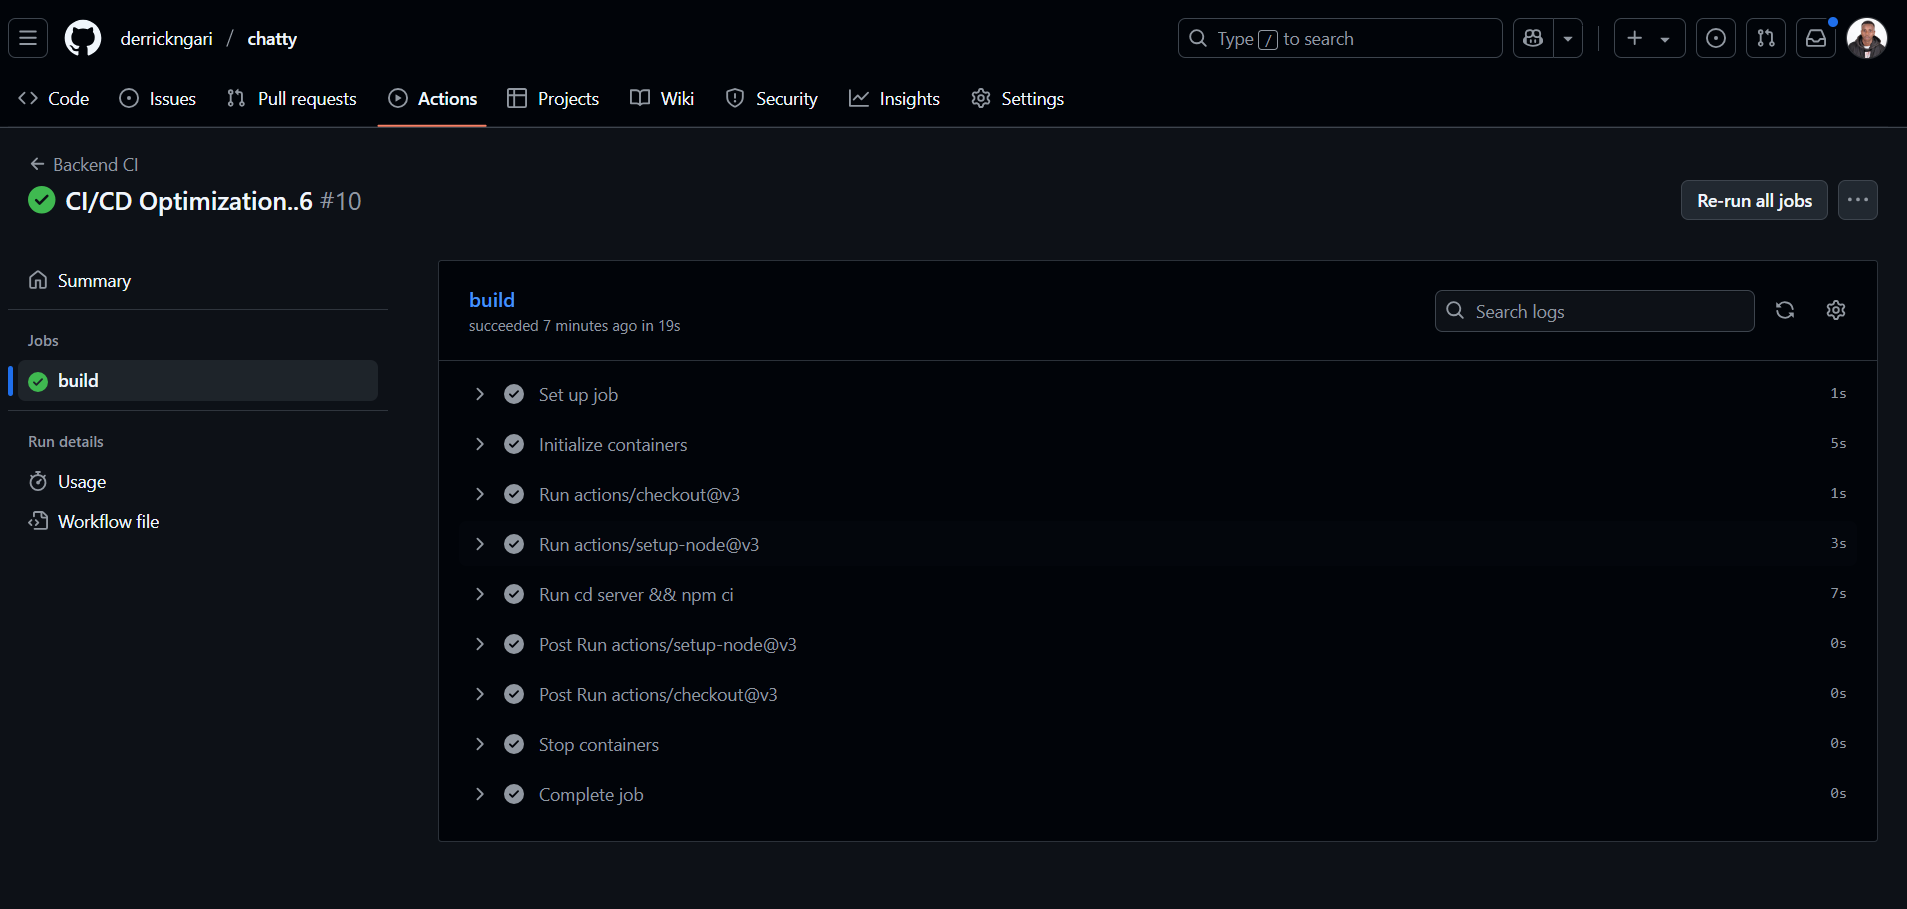 derrickngari / chatty
Type / to search
Code Issues Pull requests Actions Projects Wiki Security Insights Settings
Backend CI
CI/CD Optimization..6 #10
Re-run all jobs
Summary
Jobs
build
Run details
Usage
Workflow file
build
succeeded 7 minutes ago in 19s
Search logs
Set up job 1s
Initialize containers 5s
Run actions/checkout@v3 1s
Run actions/setup-node@v3 3s
Run cd server && npm ci 7s
Post Run actions/setup-node@v3 0s
Post Run actions/checkout@v3 0s
Stop containers 0s
Complete job 0s